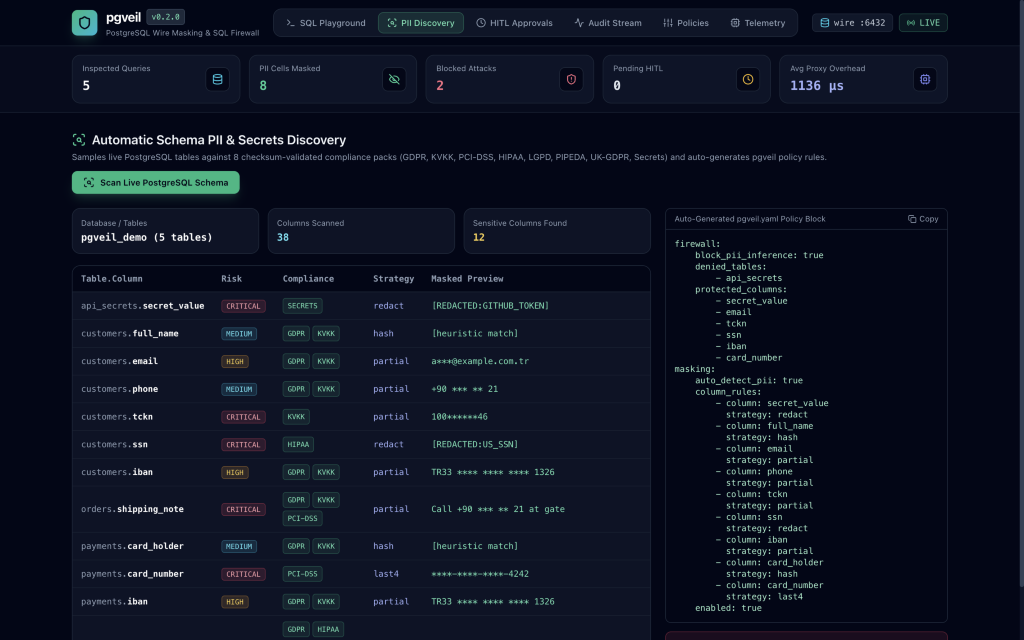 pgveil v0.2.0
PostgreSQL Wire Masking & SQL Firewall
SQL Playground
PII Discovery
HITL Approvals
Audit Stream
Policies
Telemetry
wire :6432
LIVE
Inspected Queries
5
PII Cells Masked
8
Blocked Attacks
2
Pending HITL
0
Avg Proxy Overhead
1136 µs
Automatic Schema PII & Secrets Discovery
Samples live PostgreSQL tables against 8 checksum-validated compliance packs (GDPR, KVKK, PCI-DSS, HIPAA, LGPD, PIPEDA, UK-GDPR, Secrets) and auto-generates pgveil policy rules.
Scan Live PostgreSQL Schema
Database / Tables
pgveil_demo (5 tables)
Columns Scanned
38
Sensitive Columns Found
12
Table.Column Risk Compliance Strategy Masked Preview
api_secrets.secret_value CRITICAL SECRETS redact [REDACTED:GITHUB_TOKEN]
customers.full_name MEDIUM GDPR KVKK hash [heuristic match]
customers.email HIGH GDPR KVKK partial a***@example.com.tr
customers.phone MEDIUM GDPR KVKK partial +90 *** ** 21
customers.tckn CRITICAL KVKK partial 100******46
customers.ssn CRITICAL HIPAA redact [REDACTED:US_SSN]
customers.iban HIGH GDPR KVKK partial TR33 **** **** **** 1326
orders.shipping_note CRITICAL GDPR KVKK PCI-DSS partial Call +90 *** ** 21 at gate
payments.card_holder MEDIUM GDPR KVKK hash [heuristic match]
payments.card_number CRITICAL PCI-DSS last4 ****-****-****-4242
payments.iban HIGH GDPR KVKK partial TR33 **** **** **** 1326
GDPR HIPAA
Auto-Generated pgveil.yaml Policy Block
Copy
firewall:
block_pii_inference: true
denied_tables:
- api_secrets
protected_columns:
- secret_value
- email
- tckn
- ssn
- iban
- card_number
masking:
auto_detect_pii: true
column_rules:
- column: secret_value
strategy: redact
- column: full_name
strategy: hash
- column: email
strategy: partial
- column: phone
strategy: partial
- column: tckn
strategy: partial
- column: ssn
strategy: redact
- column: iban
strategy: partial
- column: card_holder
strategy: hash
- column: card_number
strategy: last4
enabled: true